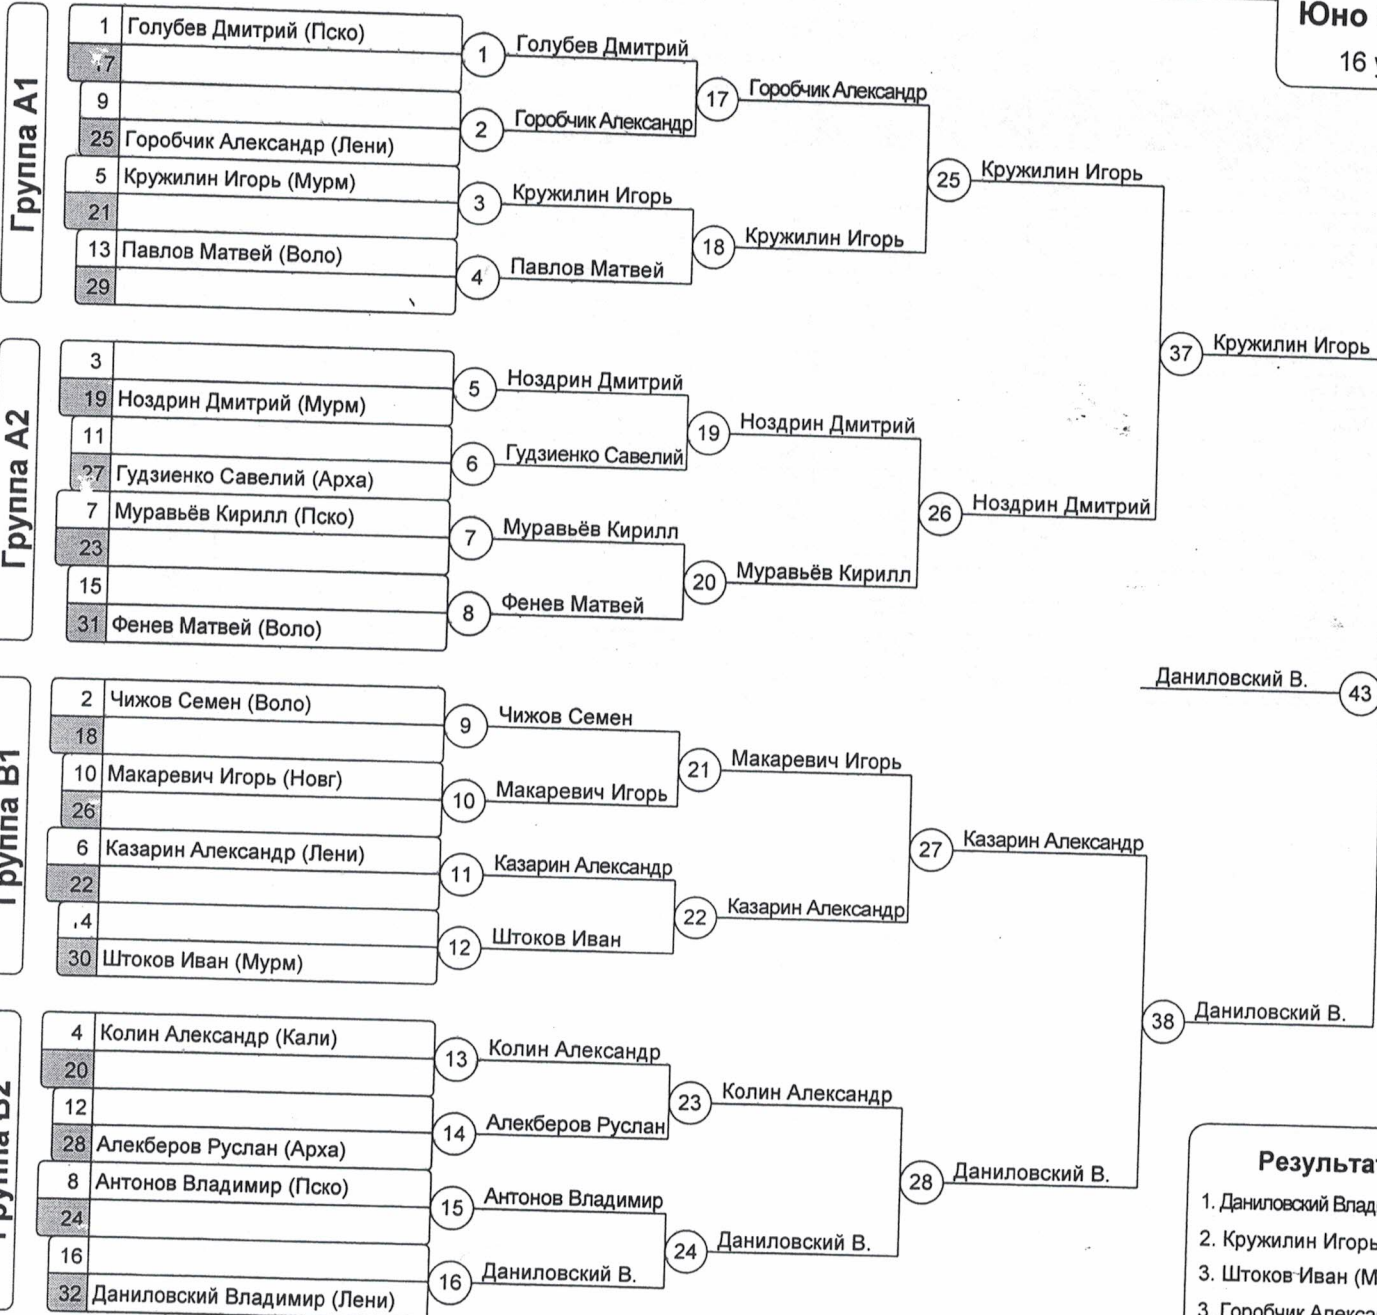 Юно
16 у
Группа А1
1 Голубев Дмитрий (Пско)
17
9
25 Горобчик Александр (Лени)
5 Кружилин Игорь (Мурм)
21
13 Павлов Матвей (Воло)
29
1 Голубев Дмитрий
2 Горобчик Александр
3 Кружилин Игорь
4 Павлов Матвей
17 Горобчик Александр
18 Кружилин Игорь
25 Кружилин Игорь
Группа А2
3
19 Ноздрин Дмитрий (Мурм)
11
27 Гудзиенко Савелий (Арха)
7 Муравьёв Кирилл (Пско)
23
15
31 Фенев Матвей (Воло)
5 Ноздрин Дмитрий
6 Гудзиенко Савелий
7 Муравьёв Кирилл
8 Фенев Матвей
19 Ноздрин Дмитрий
20 Муравьёв Кирилл
26 Ноздрин Дмитрий
37 Кружилин Игорь
Группа В1
2 Чижов Семен (Воло)
18
10 Макаревич Игорь (Новг)
26
6 Казарин Александр (Лени)
22
4
30 Штоков Иван (Мурм)
9 Чижов Семен
10 Макаревич Игорь
11 Казарин Александр
12 Штоков Иван
21 Макаревич Игорь
22 Казарин Александр
27 Казарин Александр
Группа В2
4 Колин Александр (Кали)
20
12
28 Алекберов Руслан (Арха)
8 Антонов Владимир (Пско)
24
16
32 Даниловский Владимир (Лени)
13 Колин Александр
14 Алекберов Руслан
15 Антонов Владимир
16 Даниловский В.
23 Колин Александр
24 Даниловский В.
28 Даниловский В.
38 Даниловский В.
Даниловский В. 43
Результа
1. Даниловский Влад
2. Кружилин Игорь
3. Штоков Иван (М
3. Горобчик Алекса